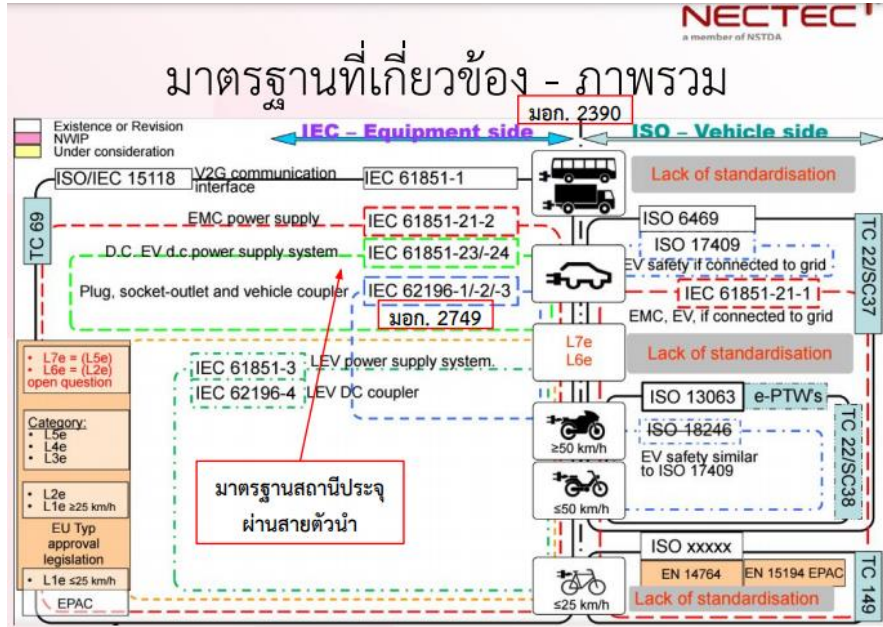 NECTEC
a member of NSTDA
มาตรฐานที่เกี่ยวข้อง - ภาพรวม
มอก. 2390
Existence or Revision
NWIP
Under consideration
IEC – Equipment side
ISO – Vehicle side
ISO/IEC 15118
V2G communication
interface
IEC 61851-1
Lack of standardisation
TC 69
EMC power supply
IEC 61851-21-2
ISO 6469
ISO 17409
TC 22/SC37
D.C. EV d.c power supply system
IEC 61851-23/-24
EV safety if connected to grid
Plug, socket-outlet and vehicle coupler
IEC 62196-1/-2/-3
IEC 61851-21-1
มอก. 2749
EMC, EV, if connected to grid
• L7e = (L5e)
• L6e = (L2e)
open question
IEC 61851-3
LEV power supply system.
IEC 62196-4
LEV DC coupler
L7e
L6e
Lack of standardisation
ISO 13063
e-PTW's
TC 22/SC38
Category:
• L5e
• L4e
• L3e
ISO 18246
≥50 km/h
EV safety similar
to ISO 17409
มาตรฐานสถานีประจุ
ผ่านสายตัวนำ
• L2e
• L1e ≥25 km/h
≤50 km/h
EU Typ
approval
legislation
ISO xxxxx
• L1e ≤25 km/h
EN 14764
EN 15194 EPAC
TC 149
EPAC
≤25 km/h
Lack of standardisation